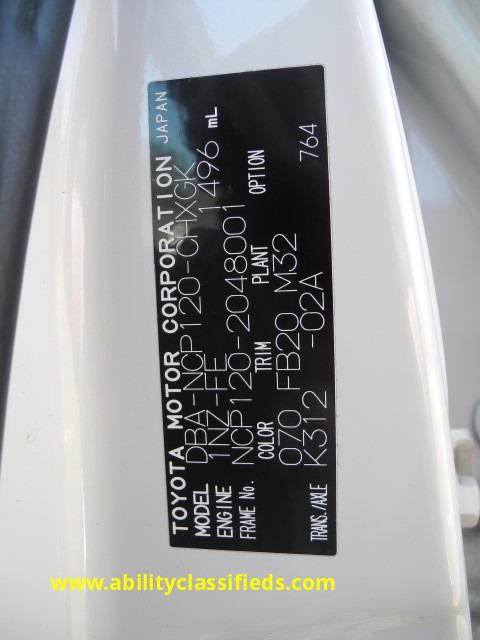 TOYOTA MOTOR CORPORATION JAPAN
MODEL DBA-NCP120-CHXGK
ENGINE 1NZ-FE 1496 mL
FRAME No. NCP120-2048001
COLOR TRIM PLANT OPTION
070 FB20 M32
TRANS./AXLE K312 -02A 764
www.abilityclassifieds.com